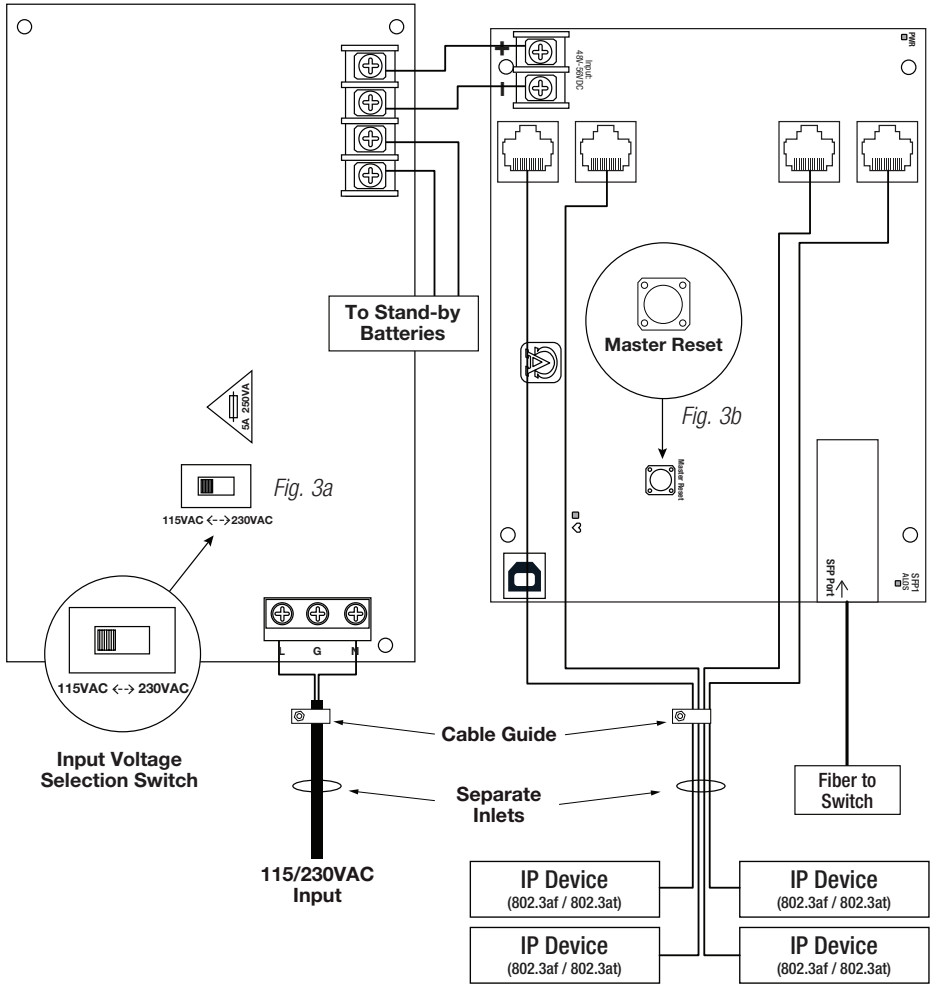 +
−
Input:
48V-56VDC
PWR
To Stand-by
Batteries
Master Reset
Fig. 3b
Master Reset
5A 250VA
Fig. 3a
115VAC <--> 230VAC
115VAC <--> 230VAC
Input Voltage
Selection Switch
L G N
SFP Port
SFP1
ALOS
Cable Guide
Separate
Inlets
115/230VAC
Input
Fiber to
Switch
IP Device
(802.3af / 802.3at)
IP Device
(802.3af / 802.3at)
IP Device
(802.3af / 802.3at)
IP Device
(802.3af / 802.3at)